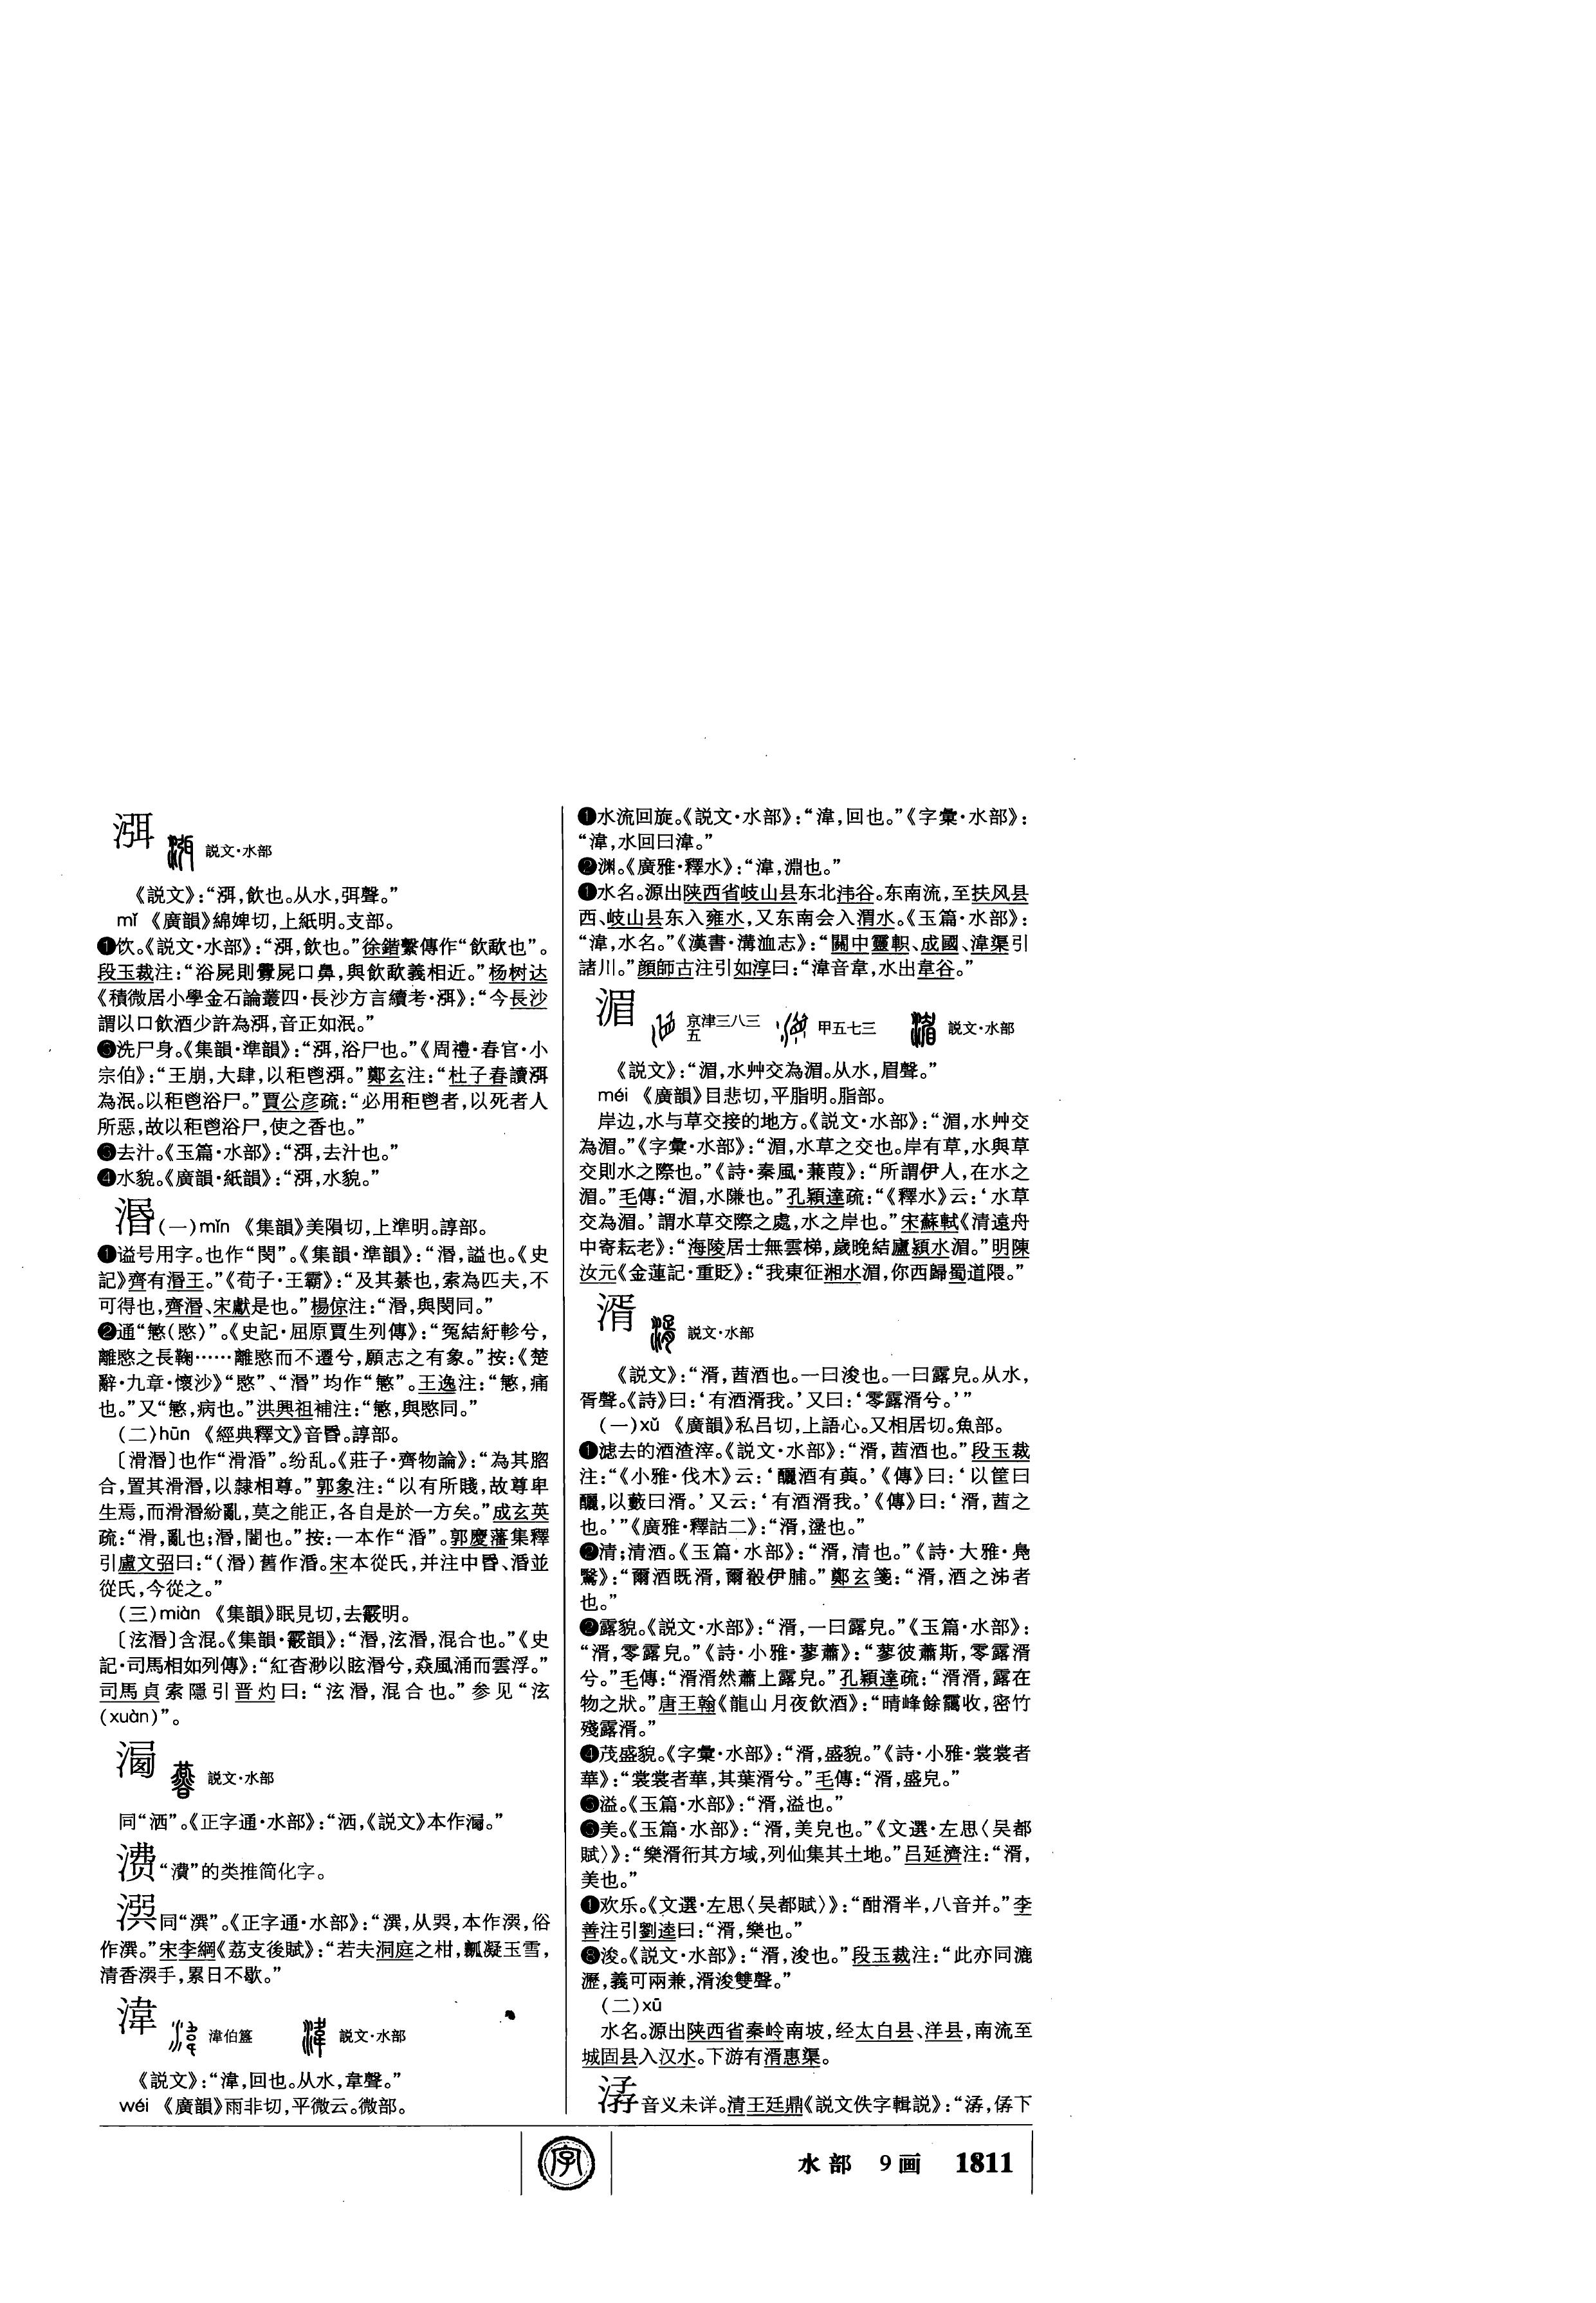 渳 説文·水部
《説文》：“渳，飲也。从水，弭聲。”
mǐ 《廣韻》綿婢切，上紙明。支部。
❶饮。《説文·水部》：“渳，飲也。”徐鍇繫傳作“飲歃也”。
段玉裁注：“浴屍則釁屍口鼻，與飲歃義相近。”杨树达
《積微居小學金石論叢四·長沙方言續考·渳》：“今長沙
謂以口飲酒少許為渳，音正如泯。”
❸洗尸身。《集韻·準韻》：“渳，浴尸也。”《周禮·春官·小
宗伯》：“王崩，大肆，以秬鬯渳。”鄭玄注：“杜子春讀渳
為泯。以秬鬯浴尸。”賈公彦疏：“必用秬鬯者，以死者人
所惡，故以秬鬯浴尸，使之香也。”
❸去汁。《玉篇·水部》：“渳，去汁也。”
❹水貌。《廣韻·紙韻》：“渳，水貌。”
湣(一)mǐn 《集韻》美隕切，上準明。諄部。
❶谥号用字。也作“閔”。《集韻·準韻》：“湣，謚也。《史
記》齊有湣王。”《荀子·王霸》：“及其綦也，索為匹夫，不
可得也，齊湣、宋獻是也。”楊倞注：“湣，與閔同。”
❷通“慜（愍）”。《史記·屈原賈生列傳》：“冤結紆軫兮，
離愍之長鞠……離愍而不遷兮，願志之有象。”按：《楚
辭·九章·懷沙》“愍”、“湣”均作“慜”。王逸注：“慜，痛
也。”又“慜，病也。”洪興祖補注：“慜，與愍同。”
(二)hūn 《經典釋文》音昬。諄部。
〔滑湣〕也作“滑涽”。纷乱。《莊子·齊物論》：“為其脗
合，置其滑湣，以隸相尊。”郭象注：“以有所賤，故尊卑
生焉，而滑湣紛亂，莫之能正，各自是於一方矣。”成玄英
疏：“滑，亂也；湣，闇也。”按：一本作“涽”。郭慶藩集釋
引盧文弨曰：“（湣）舊作湣。宋本從氏，并注中昬、涽並
從氏，今從之。”
(三)miàn 《集韻》眠見切，去霰明。
〔泫湣〕含混。《集韻·霰韻》：“湣，泫湣，混合也。”《史
記·司馬相如列傳》：“紅杳渺以眩湣兮，猋風涌而雲浮。”
司馬貞索隱引晋灼曰：“泫湣，混合也。”参见“泫
(xuàn)”。
説文·水部
同“洒”。《正字通·水部》：“洒，《説文》本作。”
“濆”的类推简化字。
同“潠”。《正字通·水部》：“潠，从巽，本作，俗
作潠。”宋李綱《荔支後賦》：“若夫洞庭之柑，瓤凝玉雪，
清香手，累日不歇。”
湋 湋伯簋 説文·水部
《説文》：“湋，回也。从水，韋聲。”
wéi 《廣韻》雨非切，平微云。微部。
❶水流回旋。《説文·水部》：“湋，回也。”《字彙·水部》：
“湋，水回曰湋。”
❷渊。《廣雅·釋水》：“湋，淵也。”
❶水名。源出陕西省岐山县东北沣谷。东南流，至扶风县
西、岐山县东入雍水，又东南会入渭水。《玉篇·水部》：
“湋，水名。”《漢書·溝洫志》：“關中靈軹、成國、湋渠引
諸川。”顔師古注引如淳曰：“湋音韋，水出韋谷。”
湄 京津三八三五 甲五七三 説文·水部
《説文》：“湄，水艸交為湄。从水，眉聲。”
méi 《廣韻》目悲切，平脂明。脂部。
岸边，水与草交接的地方。《説文·水部》：“湄，水艸交
為湄。”《字彙·水部》：“湄，水草之交也。岸有草，水與草
交則水之際也。”《詩·秦風·蒹葭》：“所謂伊人，在水之
湄。”毛傳：“湄，水隒也。”孔穎達疏：“《釋水》云：‘水草
交為湄。’謂水草交際之處，水之岸也。”宋蘇軾《清遠舟
中寄耘老》：“海陵居士無雲梯，歲晚結廬潁水湄。”明陳
汝元《金蓮記·重貶》：“我東征湘水湄，你西歸蜀道隈。”
湑 説文·水部
《説文》：“湑，莤酒也。一曰浚也。一曰露皃。从水，
胥聲。《詩》曰：‘有酒湑我。’又曰：‘零露湑兮。’”
(一)xǔ 《廣韻》私吕切，上語心。又相居切。魚部。
❶滤去的酒渣滓。《説文·水部》：“湑，莤酒也。”段玉裁
注：“《小雅·伐木》云：‘釃酒有藇。’《傳》曰：‘以筐曰
釃，以藪曰湑。’又云：‘有酒湑我。’《傳》曰：‘湑，莤之
也。’”《廣雅·釋詁二》：“湑，盪也。”
❷清；清酒。《玉篇·水部》：“湑，清也。”《詩·大雅·鳧
鷖》：“爾酒既湑，爾殽伊脯。”鄭玄箋：“湑，酒之泲者
也。”
❷露貌。《説文·水部》：“湑，一曰露皃。”《玉篇·水部》：
“湑，零露皃。”《詩·小雅·蓼蕭》：“蓼彼蕭斯，零露湑
兮。”毛傳：“湑湑然蕭上露皃。”孔穎達疏：“湑湑，露在
物之狀。”唐王翰《龍山月夜飲酒》：“晴峰餘靄收，密竹
殘露湑。”
❹茂盛貌。《字彙·水部》：“湑，盛貌。”《詩·小雅·裳裳者
華》：“裳裳者華，其葉湑兮。”毛傳：“湑，盛皃。”
❺溢。《玉篇·水部》：“湑，溢也。”
❻美。《玉篇·水部》：“湑，美皃也。”《文選·左思〈吴都
賦〉》：“樂湑衎其方域，列仙集其土地。”吕延濟注：“湑，
美也。”
❶欢乐。《文選·左思〈吴都賦〉》：“酣湑半，八音并。”李
善注引劉逵曰：“湑，樂也。”
❽浚。《説文·水部》：“湑，浚也。”段玉裁注：“此亦同漉
瀝，義可兩兼，湑浚雙聲。”
(二)xū
水名。源出陕西省秦岭南坡，经太白县、洋县，南流至
城固县入汉水。下游有湑惠渠。
音义未详。清王廷鼎《説文佚字輯説》：“，下
字
水部 9画 1811